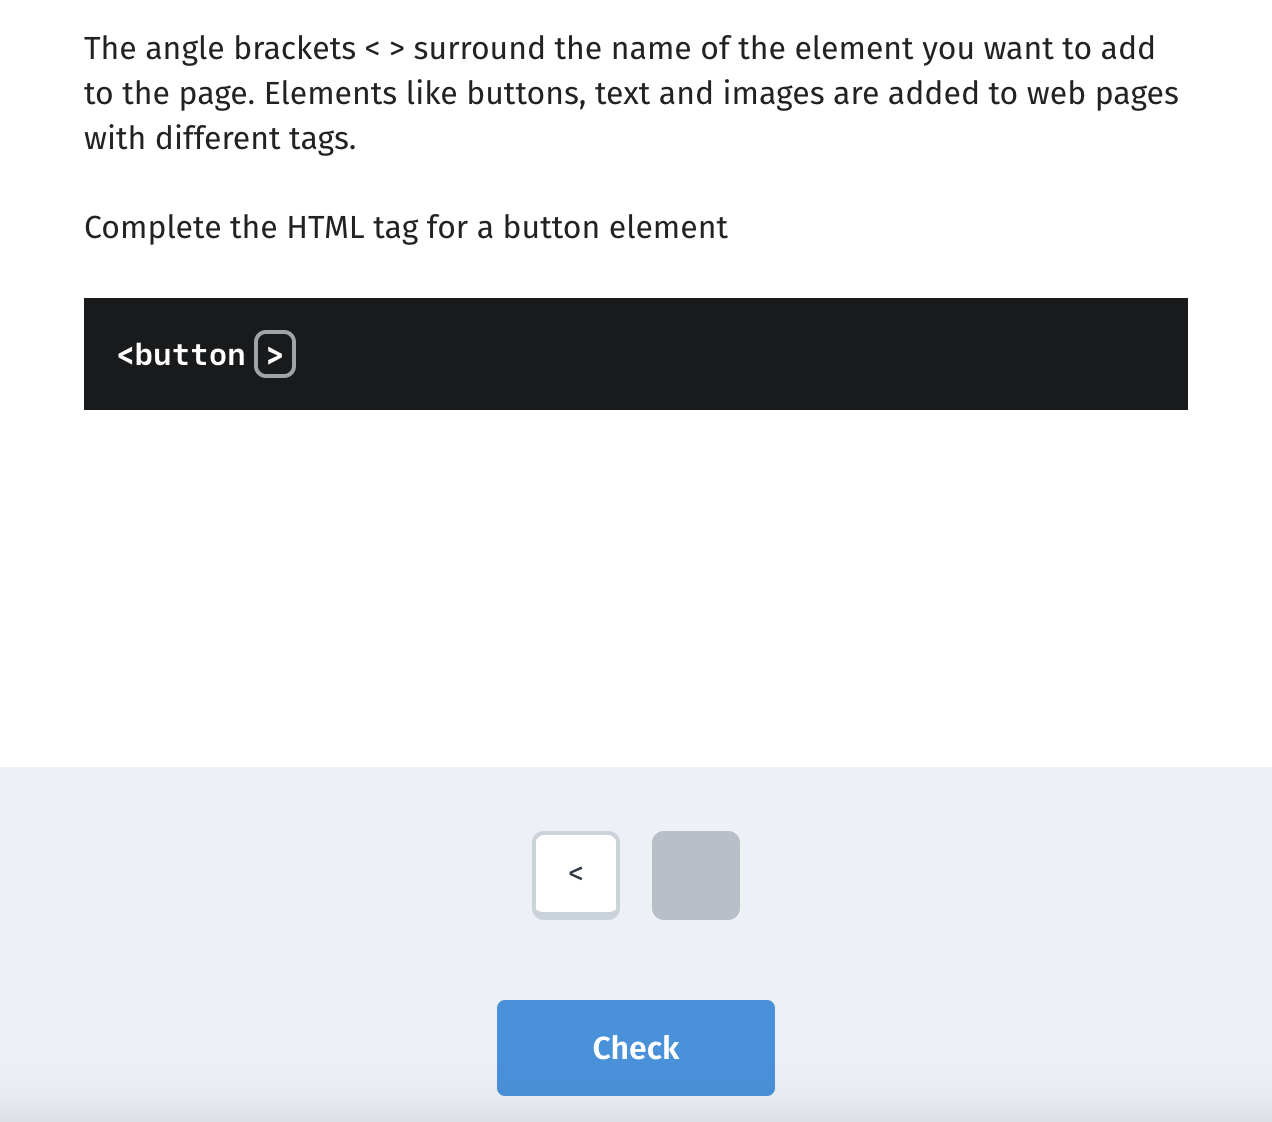 The angle brackets < > surround the name of the element you want to add
to the page. Elements like buttons, text and images are added to web pages
with different tags.
Complete the HTML tag for a button element
<button >
<
Check